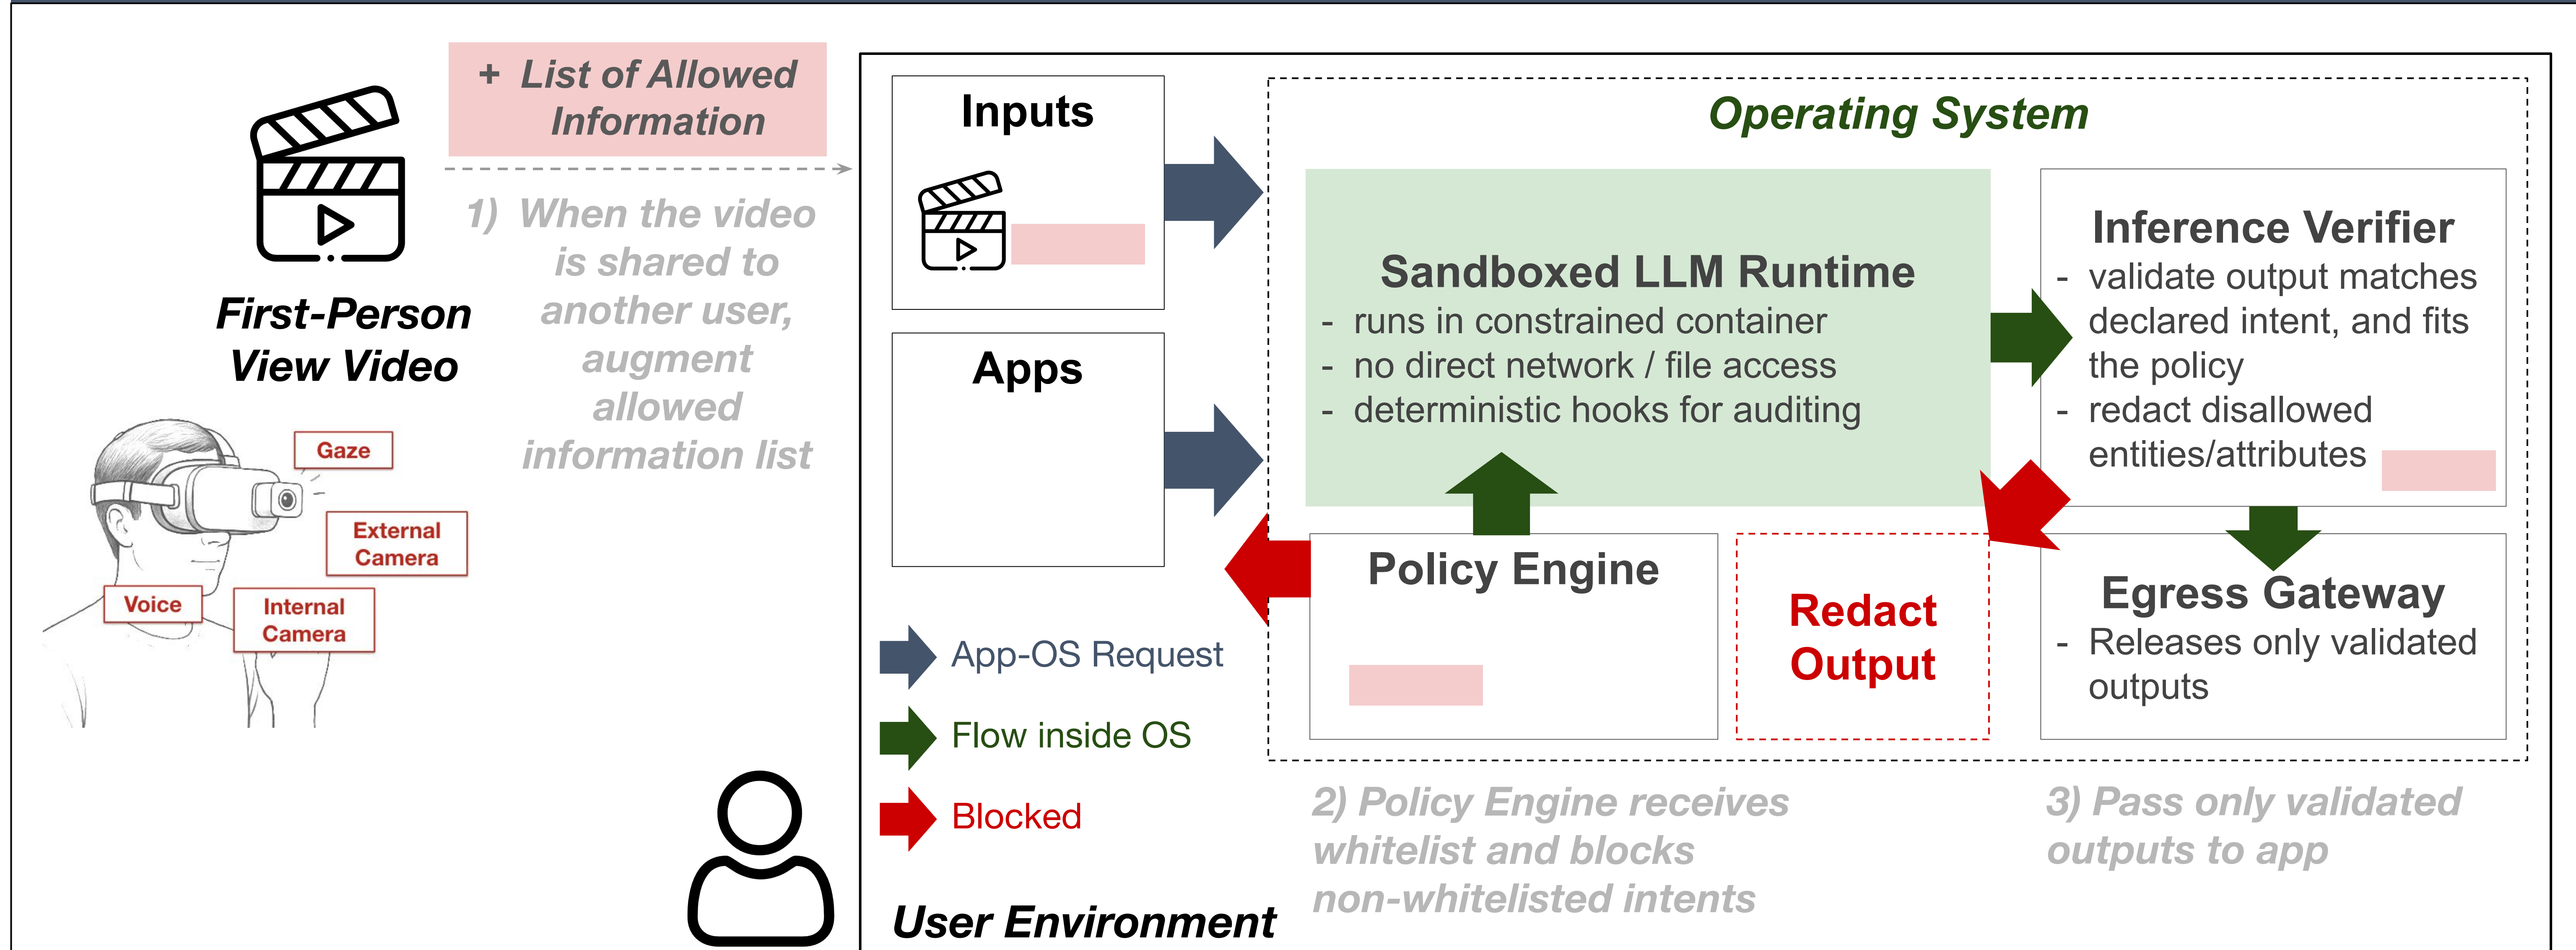 + List of Allowed
Information
1) When the video
is shared to
another user,
augment
allowed
information list
First-Person
View Video
Gaze
External
Camera
Voice
Internal
Camera
Inputs
Apps
App-OS Request
Flow inside OS
Blocked
User Environment
Operating System
Sandboxed LLM Runtime
- runs in constrained container
- no direct network / file access
- deterministic hooks for auditing
Inference Verifier
- validate output matches
declared intent, and fits
the policy
- redact disallowed
entities/attributes
Policy Engine
Redact
Output
Egress Gateway
- Releases only validated
outputs
2) Policy Engine receives
whitelist and blocks
non-whitelisted intents
3) Pass only validated
outputs to app